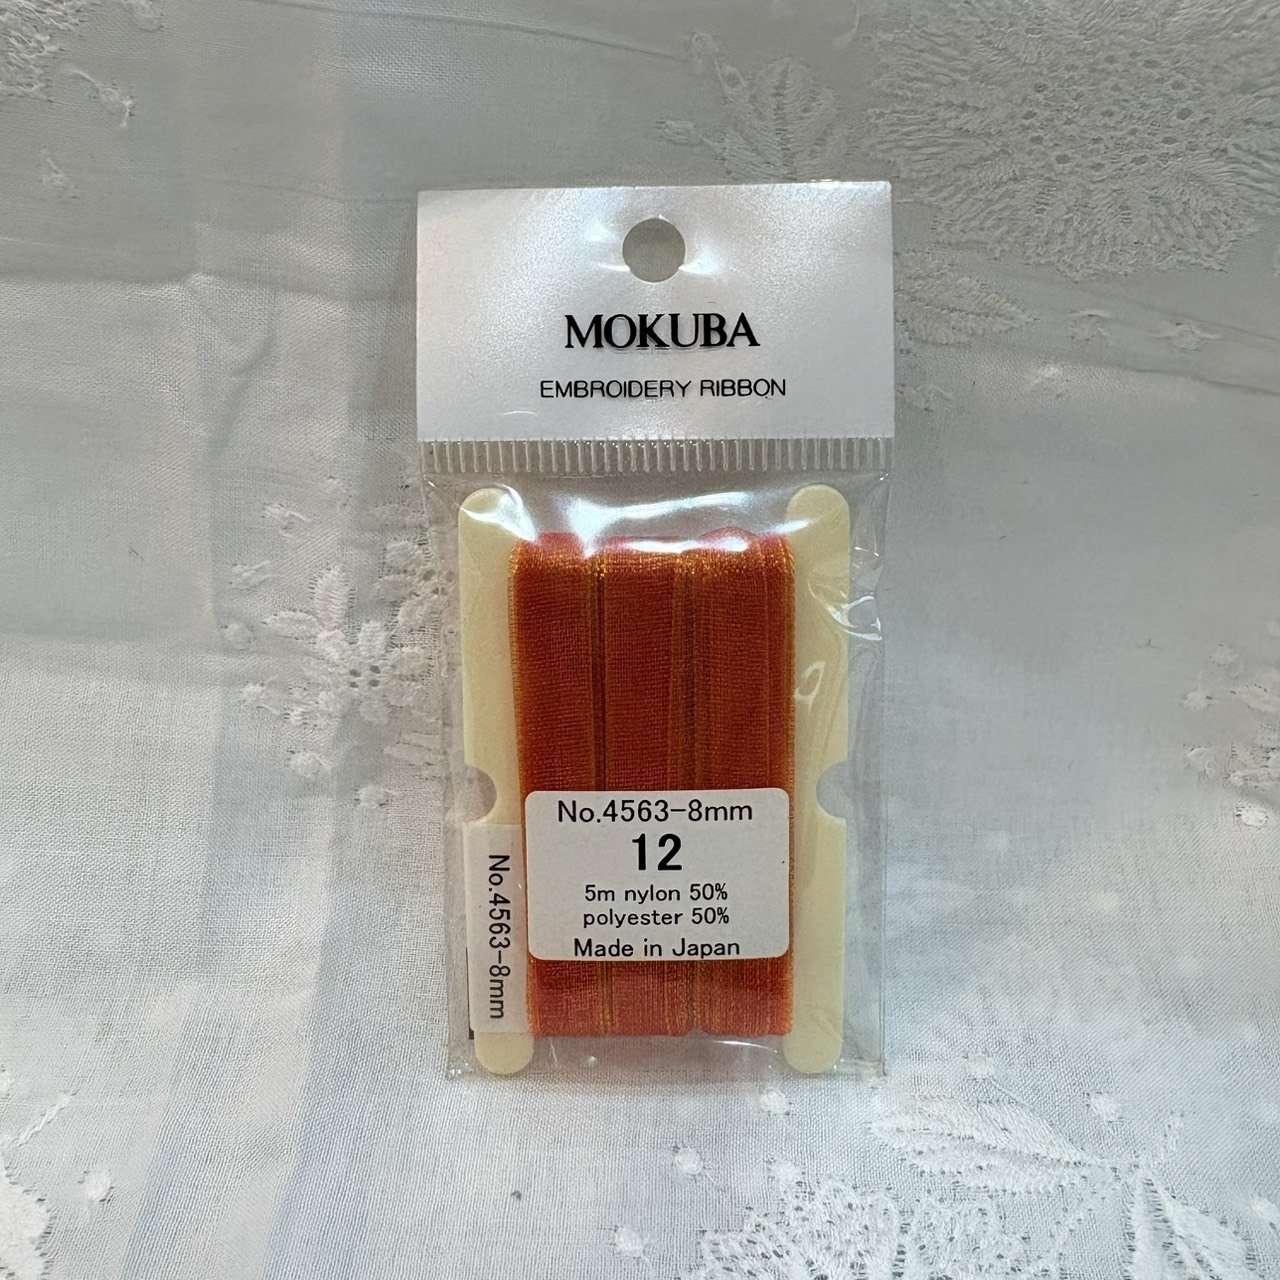 MOKUBA
EMBROIDERY RIBBON
No.4563-8mm
12
5m nylon 50%
polyester 50%
Made in Japan
No.4563-8mm